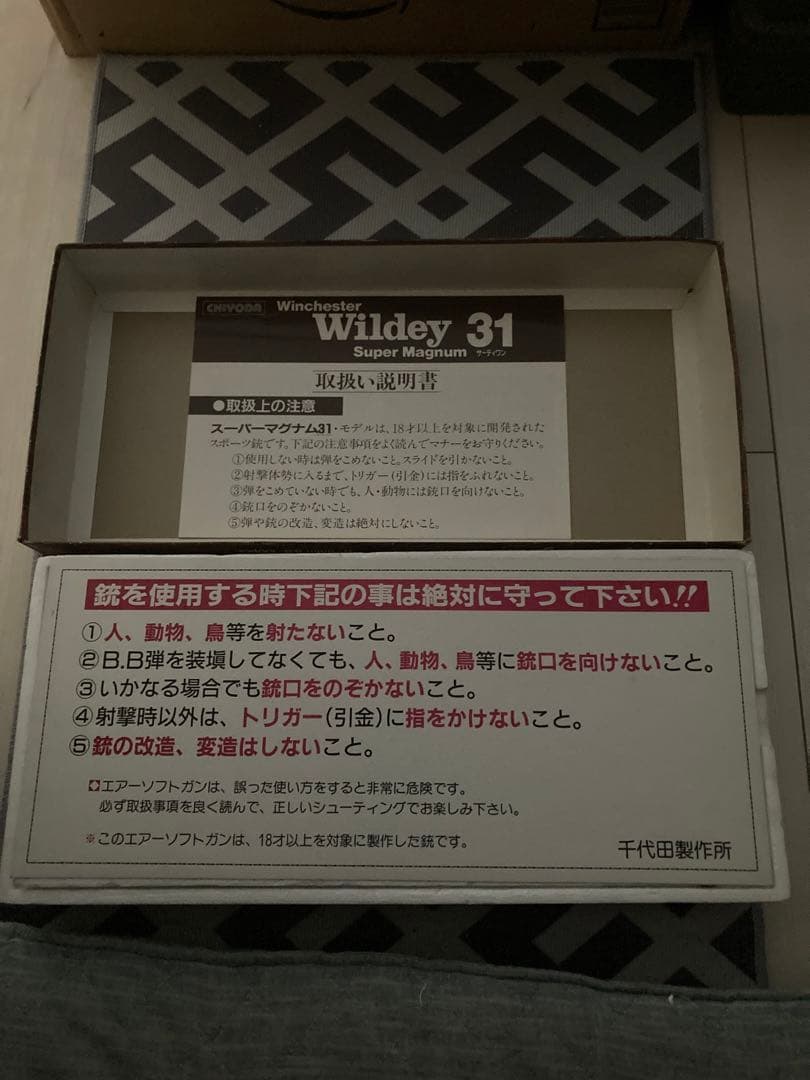 CHIYODA Winchester
Wildey 31
Super Magnum サーティワン
取扱い説明書
●取扱上の注意
スーパーマグナム31・モデルは、18才以上を対象に開発された
スポーツ銃です。下記の注意事項をよく読んでマナーをお守りください。
①使用しない時は弾をこめないこと。スライドを引かないこと。
②射撃体勢に入るまで、トリガー(引金)には指をふれないこと。
③弾をこめていない時でも、人・動物には銃口を向けないこと。
④銃口をのぞかないこと。
⑤弾や銃の改造、変造は絶対にしないこと。
銃を使用する時下記の事は絶対に守って下さい!!
①人、動物、鳥等を射たないこと。
②B.B弾を装塡してなくても、人、動物、鳥等に銃口を向けないこと。
③いかなる場合でも銃口をのぞかないこと。
④射撃時以外は、トリガー(引金)に指をかけないこと。
⑤銃の改造、変造はしないこと。
エアーソフトガンは、誤った使い方をすると非常に危険です。
必ず取扱事項を良く読んで、正しいシューティングでお楽しみ下さい。
※このエアーソフトガンは、18才以上を対象に製作した銃です。
千代田製作所